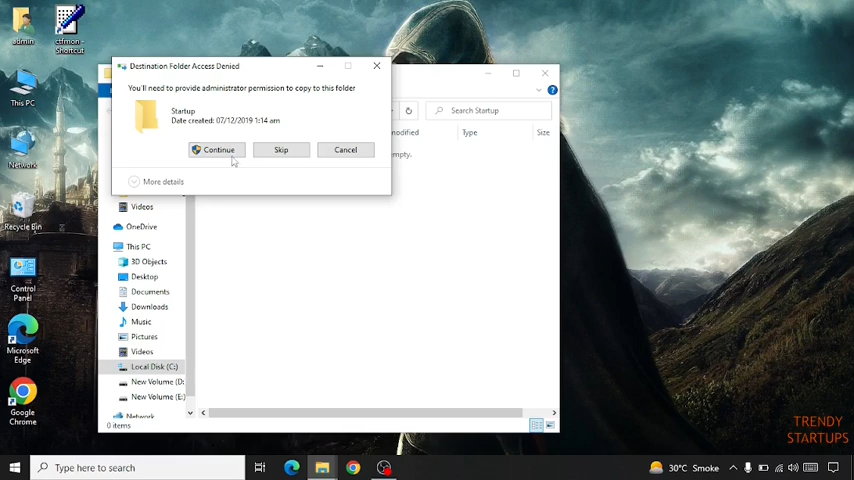 admin
ctfmon -
Shortcut
This PC
Network
Recycle Bin
Control
Panel
Microsoft
Edge
Google
Chrome
Destination Folder Access Denied
You'll need to provide administrator permission to copy to this folder
Startup
Date created: 07/12/2019 1:14 am
Continue
Skip
Cancel
More details
Search Startup
Type
Size
Videos
OneDrive
This PC
3D Objects
Desktop
Documents
Downloads
Music
Pictures
Videos
Local Disk (C:)
New Volume (D:
New Volume (E:)
Network
0 items
TRENDY
STARTUPS
Type here to search
30°C Smoke